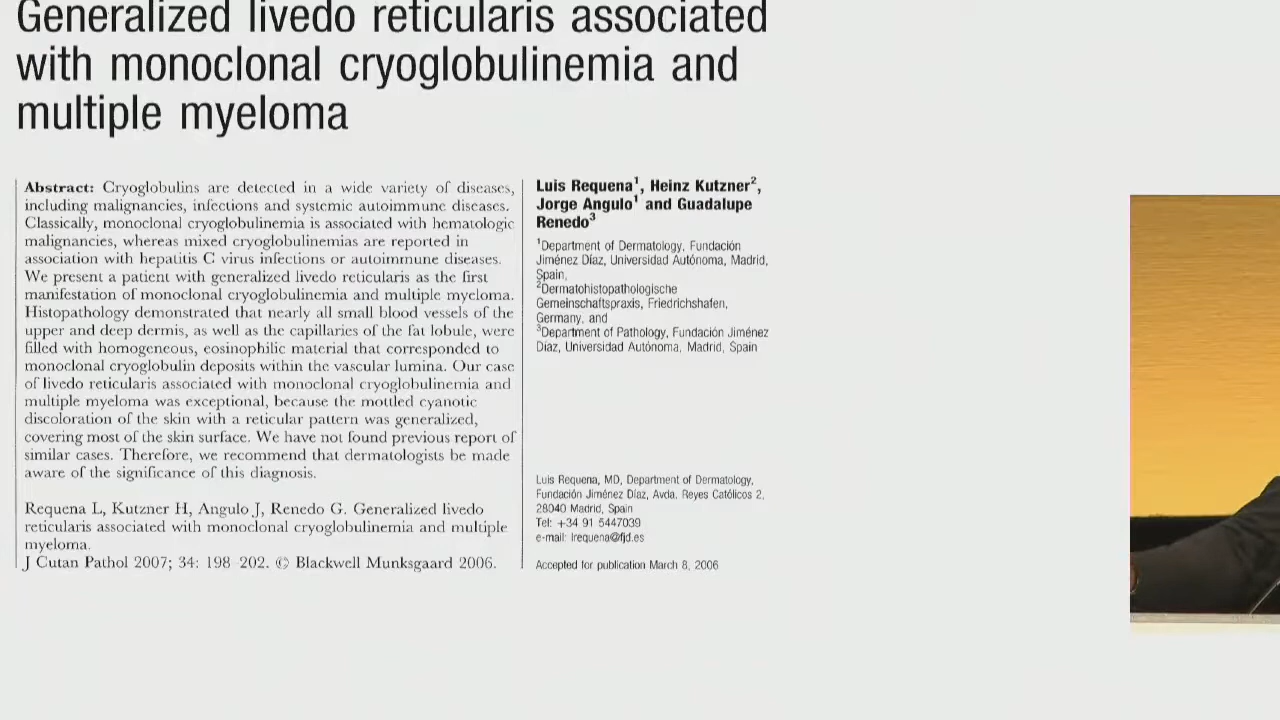 Generalized livedo reticularis associated
with monoclonal cryoglobulinemia and
multiple myeloma
Abstract: Cryoglobulins are detected in a wide variety of diseases,
including malignancies, infections and systemic autoimmune diseases.
Classically, monoclonal cryoglobulinemia is associated with hematologic
malignancies, whereas mixed cryoglobulinemias are reported in
association with hepatitis C virus infections or autoimmune diseases.
We present a patient with generalized livedo reticularis as the first
manifestation of monoclonal cryoglobulinemia and multiple myeloma.
Histopathology demonstrated that nearly all small blood vessels of the
upper and deep dermis, as well as the capillaries of the fat lobule, were
filled with homogeneous, eosinophilic material that corresponded to
monoclonal cryoglobulin deposits within the vascular lumina. Our case
of livedo reticularis associated with monoclonal cryoglobulinemia and
multiple myeloma was exceptional, because the mottled cyanotic
discoloration of the skin with a reticular pattern was generalized,
covering most of the skin surface. We have not found previous report of
similar cases. Therefore, we recommend that dermatologists be made
aware of the significance of this diagnosis.
Requena L, Kutzner H, Angulo J, Renedo G. Generalized livedo
reticularis associated with monoclonal cryoglobulinemia and multiple
myeloma.
J Cutan Pathol 2007; 34: 198–202. © Blackwell Munksgaard 2006.
Luis Requena¹, Heinz Kutzner²,
Jorge Angulo¹ and Guadalupe
Renedo³
¹Department of Dermatology, Fundación
Jiménez Díaz, Universidad Autónoma, Madrid,
Spain,
²Dermatohistopathologische
Gemeinschaftspraxis, Friedrichshafen,
Germany, and
³Department of Pathology, Fundación Jiménez
Díaz, Universidad Autónoma, Madrid, Spain
Luis Requena, MD, Department of Dermatology,
Fundación Jiménez Díaz, Avda. Reyes Católicos 2,
28040 Madrid, Spain
Tel: +34 91 5447039
e-mail: lrequena@fjd.es
Accepted for publication March 8, 2006